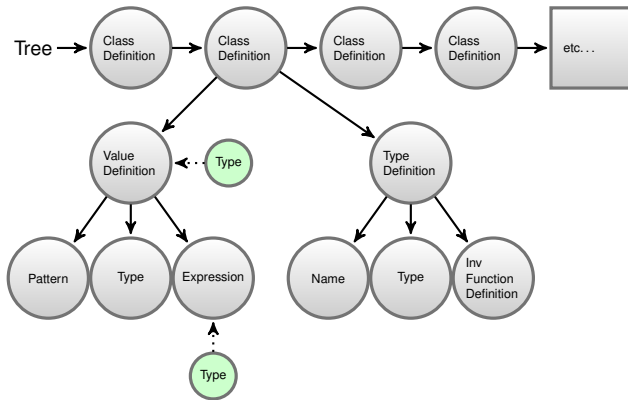 Tree
Class
Definition
Class
Definition
Class
Definition
Class
Definition
etc...
Value
Definition
Type
Type
Definition
Pattern
Type
Expression
Name
Type
Inv
Function
Definition
Type